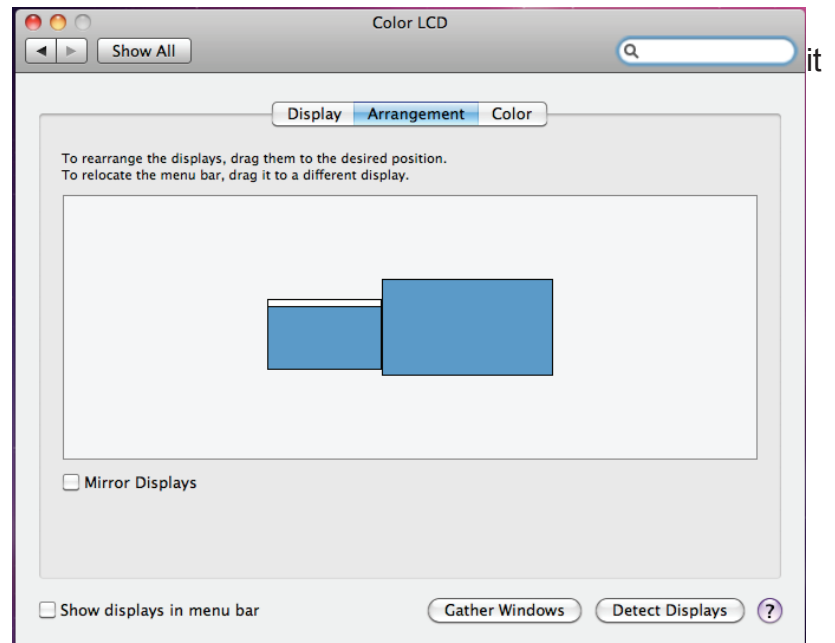 Color LCD
Show All
it
Display Arrangement Color
To rearrange the displays, drag them to the desired position.
To relocate the menu bar, drag it to a different display.
Mirror Displays
Show displays in menu bar Gather Windows Detect Displays ?